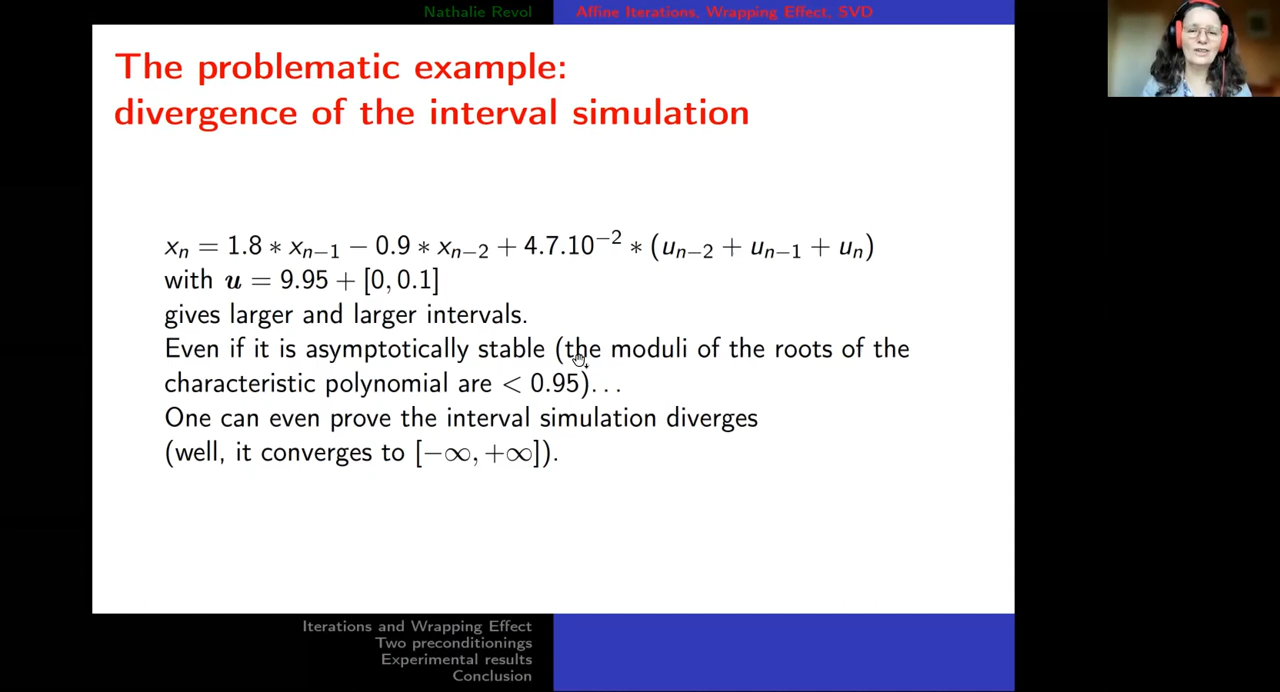 Nathalie Revol
Affine Iterations, Wrapping Effect, SVD
The problematic example:
divergence of the interval simulation
xₙ = 1.8 ∗ xₙ₋₁ − 0.9 ∗ xₙ₋₂ + 4.7.10⁻² ∗ (uₙ₋₂ + uₙ₋₁ + uₙ)
with u = 9.95 + [0, 0.1]
gives larger and larger intervals.
Even if it is asymptotically stable (the moduli of the roots of the
characteristic polynomial are < 0.95)...
One can even prove the interval simulation diverges
(well, it converges to [−∞, +∞]).
Iterations and Wrapping Effect
Two preconditionings
Experimental results
Conclusion